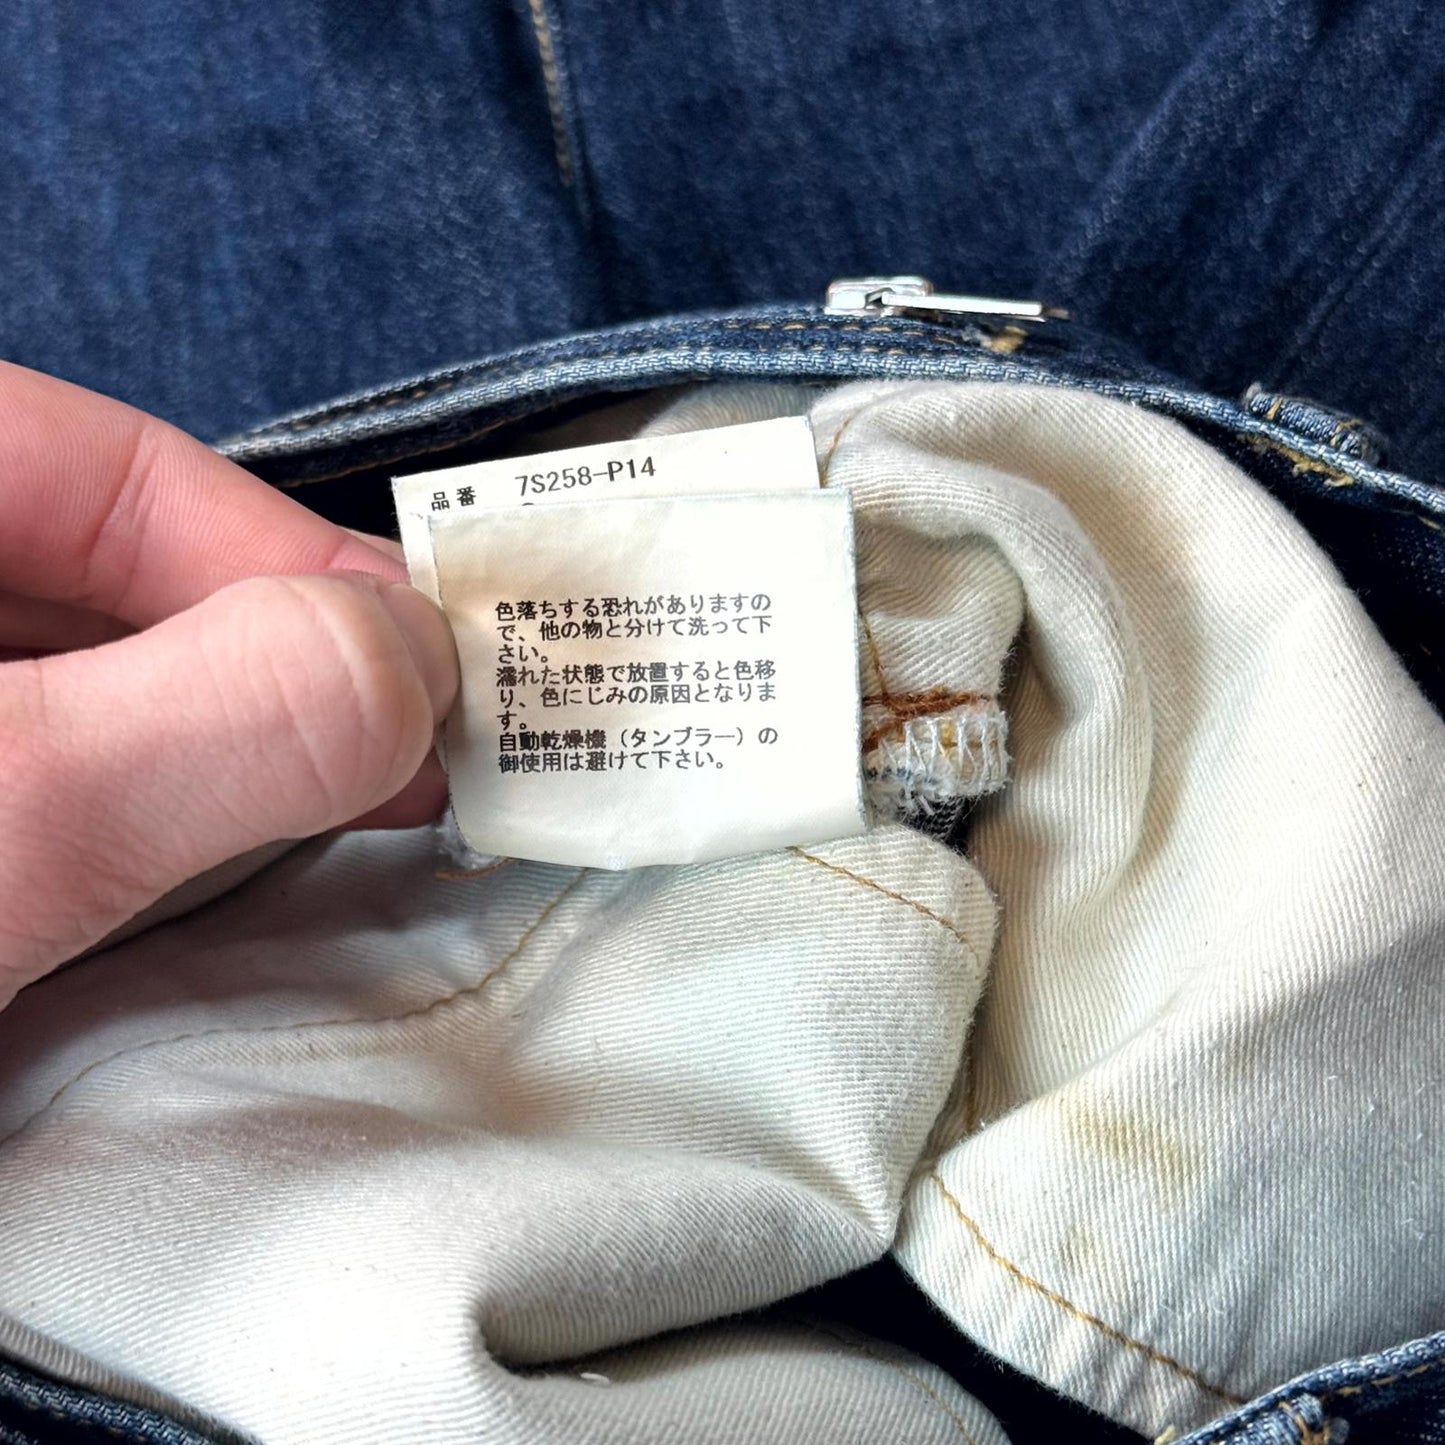 品番 7S258-P14
色落ちする恐れがありますの
で、他の物と分けて洗って下
さい。
濡れた状態で放置すると色移
り、色にじみの原因となりま
す。
自動乾燥機（タンブラー）の
御使用は避けて下さい。